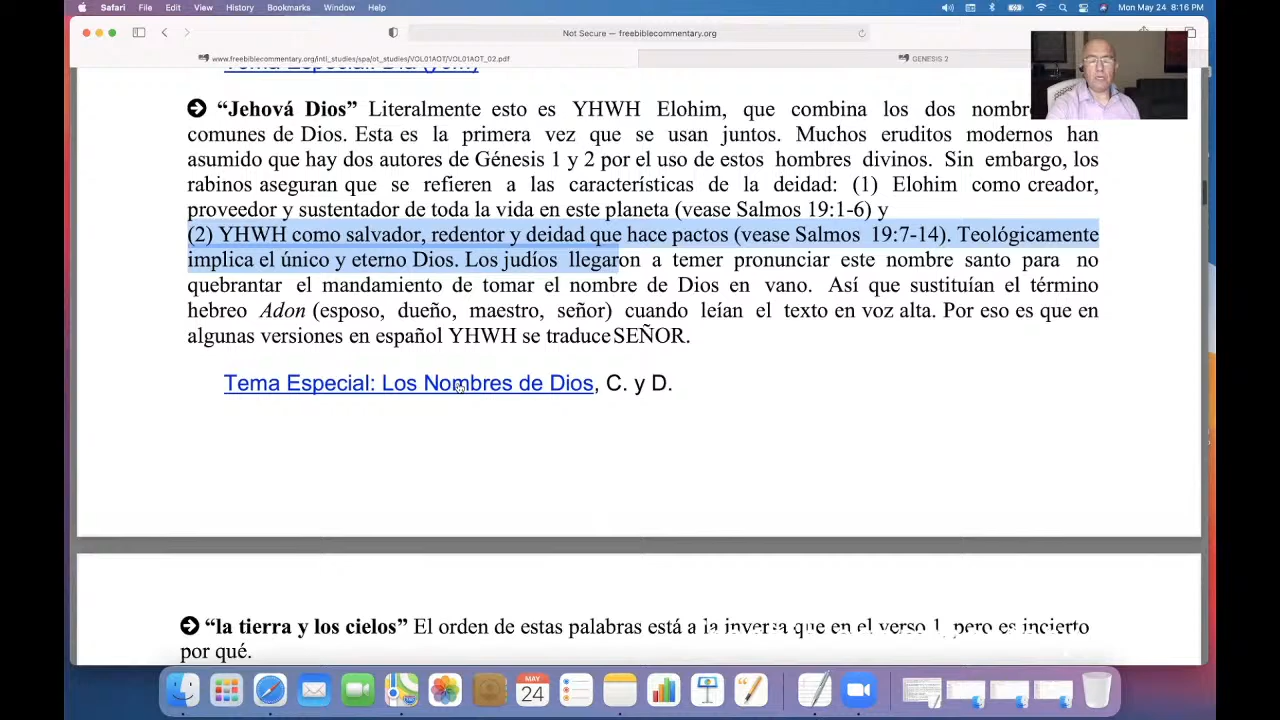 Safari File Edit View History Bookmarks Window Help Mon May 24 8:16 PM
Not Secure — freebiblecommentary.org
www.freebiblecommentary.org/intl_studies/spa/ot_studies/VOL01AOT/VOL01AOT_02.pdf GENESIS 2
Tema Especial: Día (yom)
“Jehová Dios” Literalmente esto es YHWH Elohim, que combina los dos nombre
comunes de Dios. Esta es la primera vez que se usan juntos. Muchos eruditos modernos han
asumido que hay dos autores de Génesis 1 y 2 por el uso de estos hombres divinos. Sin embargo, los
rabinos aseguran que se refieren a las características de la deidad: (1) Elohim como creador,
proveedor y sustentador de toda la vida en este planeta (vease Salmos 19:1-6) y
(2) YHWH como salvador, redentor y deidad que hace pactos (vease Salmos 19:7-14). Teológicamente
implica el único y eterno Dios. Los judíos llegaron a temer pronunciar este nombre santo para no
quebrantar el mandamiento de tomar el nombre de Dios en vano. Así que sustituían el término
hebreo Adon (esposo, dueño, maestro, señor) cuando leían el texto en voz alta. Por eso es que en
algunas versiones en español YHWH se traduce SEÑOR.
Tema Especial: Los Nombres de Dios, C. y D.
“la tierra y los cielos” El orden de estas palabras está a la inversa que en el verso 1, pero es incierto
por qué.
MAY
24